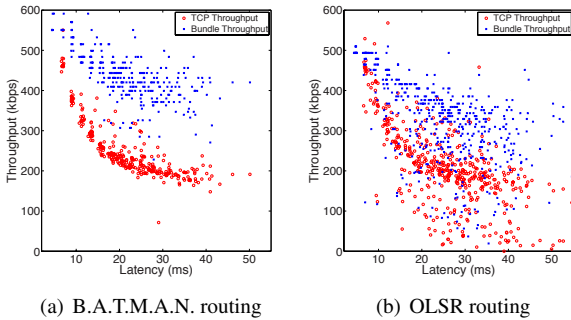 600
500
400
300
200
100
0
10 20 30 40 50
Throughput (kbps)
Latency (ms)
TCP Throughput
Bundle Throughput
(a) B.A.T.M.A.N. routing
600
500
400
300
200
100
0
10 20 30 40 50
Throughput (kbps)
Latency (ms)
TCP Throughput
Bundle Throughput
(b) OLSR routing